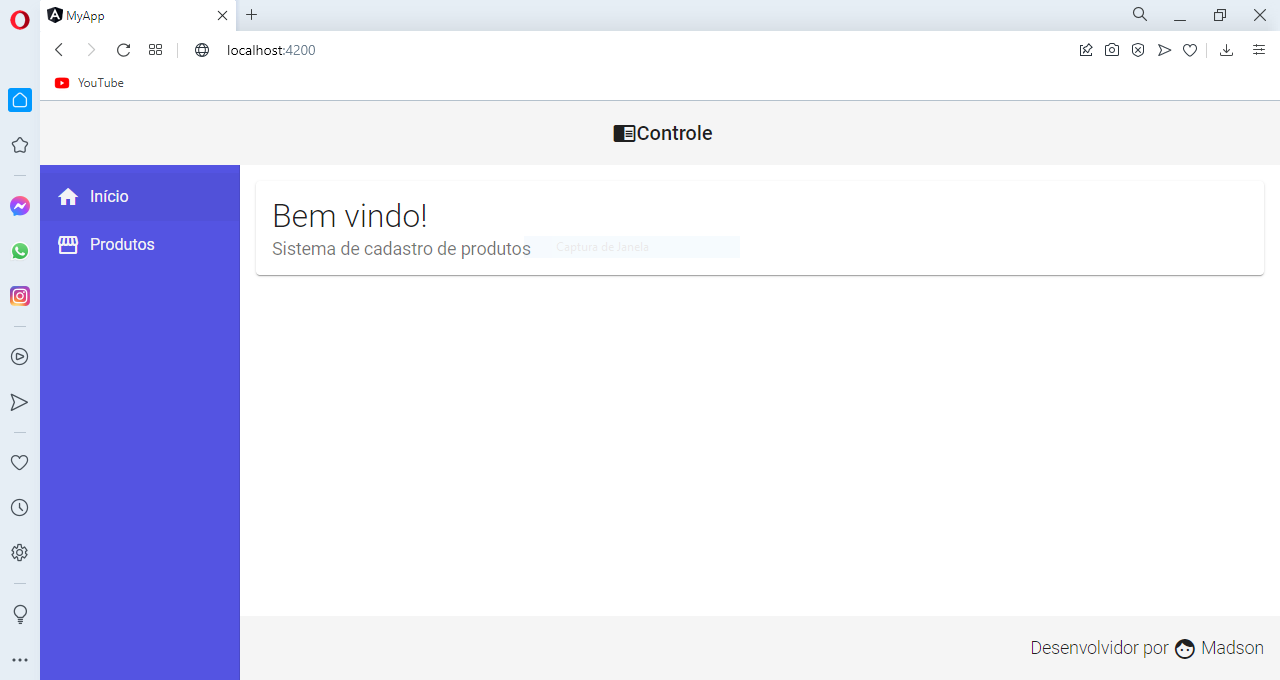 MyApp
localhost:4200
YouTube
Controle
Início
Produtos
Bem vindo!
Sistema de cadastro de produtos
Captura de Janela
Desenvolvidor por Madson